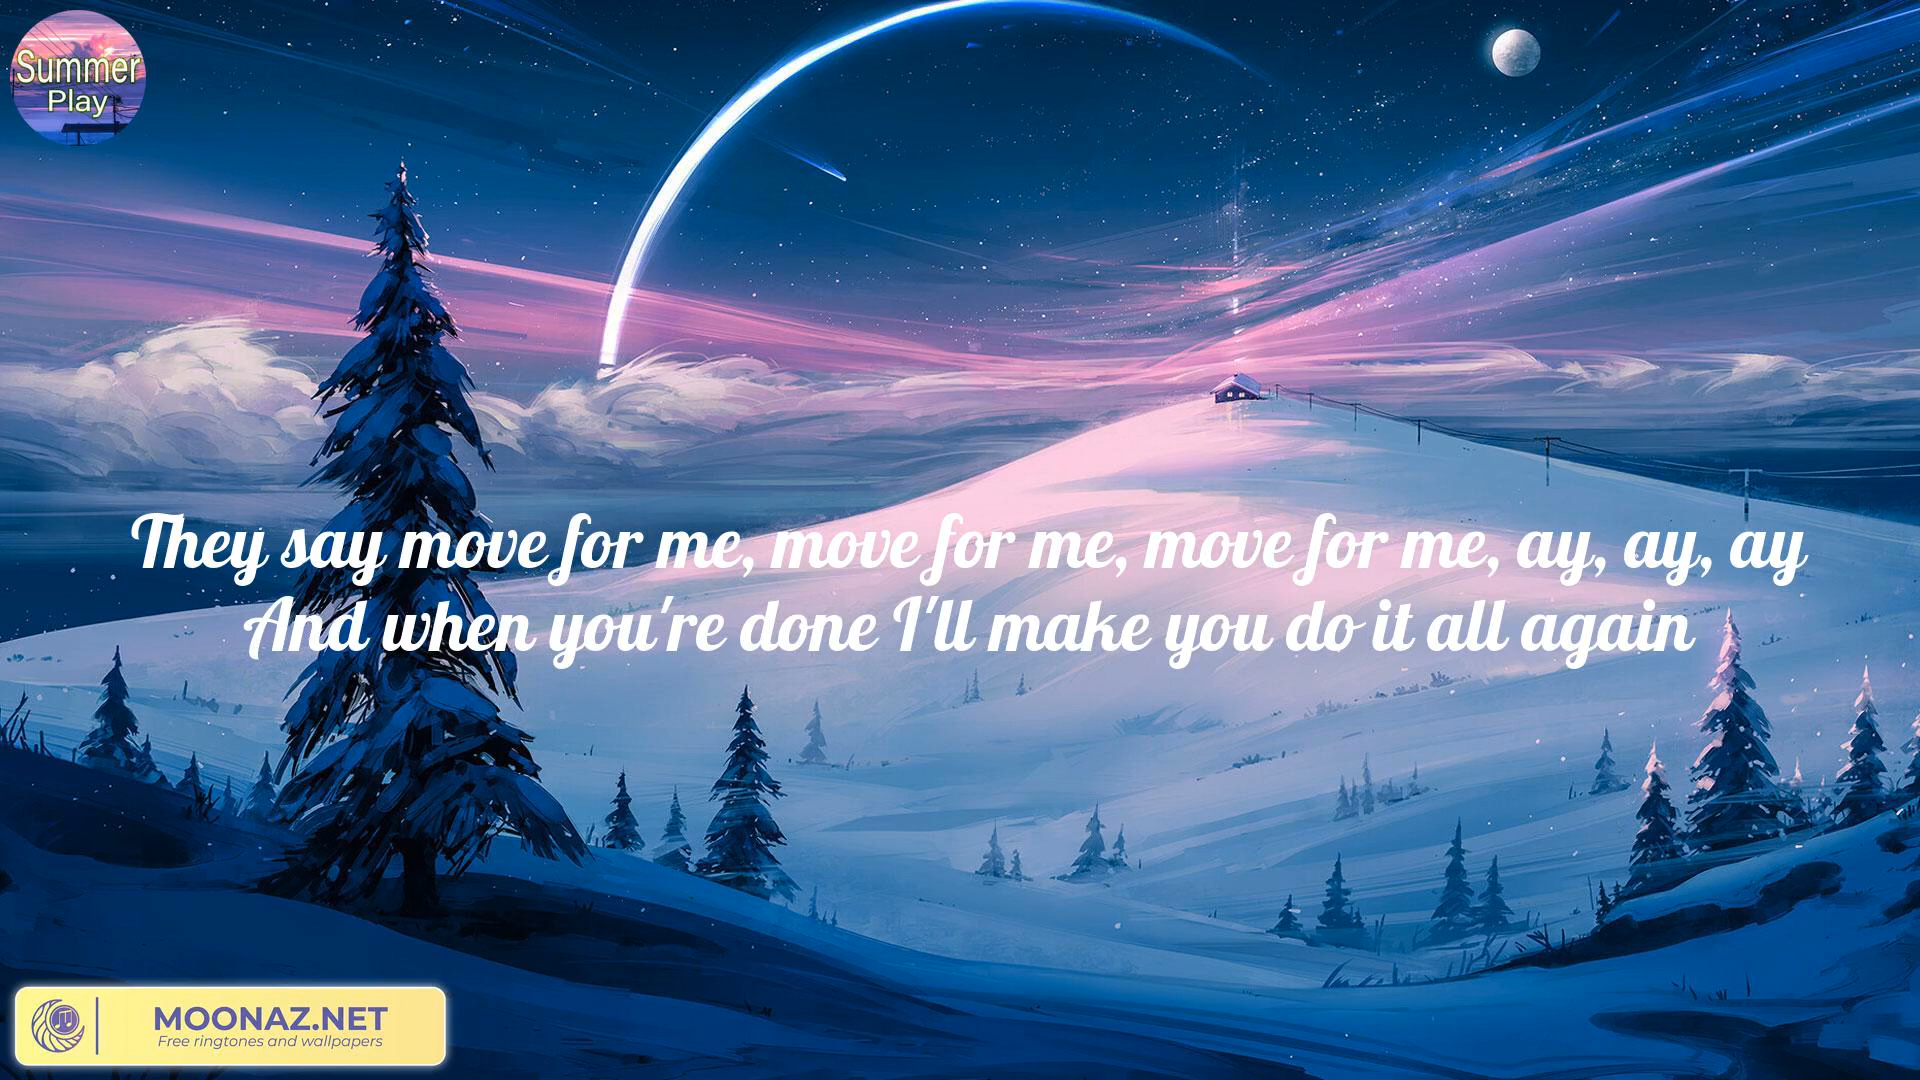 Summer
Play
They say move for me, move for me, move for me, ay, ay, ay
And when you're done I'll make you do it all again
MOONAZ.NET
Free ringtones and wallpapers